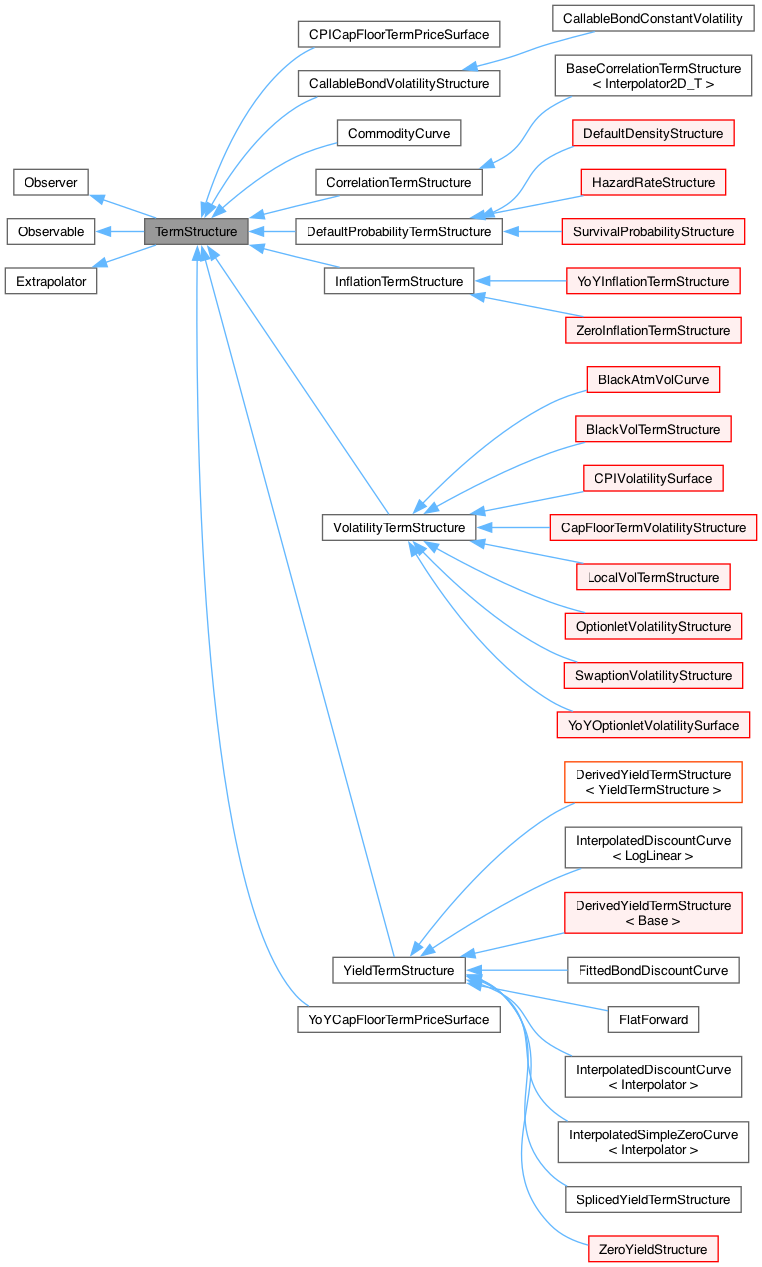 Observer
Observable
Extrapolator
TermStructure
CPICapFloorTermPriceSurface
CallableBondVolatilityStructure
CommodityCurve
CorrelationTermStructure
DefaultProbabilityTermStructure
InflationTermStructure
VolatilityTermStructure
YieldTermStructure
YoYCapFloorTermPriceSurface
CallableBondConstantVolatility
BaseCorrelationTermStructure
< Interpolator2D_T >
DefaultDensityStructure
HazardRateStructure
SurvivalProbabilityStructure
YoYInflationTermStructure
ZeroInflationTermStructure
BlackAtmVolCurve
BlackVolTermStructure
CPIVolatilitySurface
CapFloorTermVolatilityStructure
LocalVolTermStructure
OptionletVolatilityStructure
SwaptionVolatilityStructure
YoYOptionletVolatilitySurface
DerivedYieldTermStructure
< YieldTermStructure >
InterpolatedDiscountCurve
< LogLinear >
DerivedYieldTermStructure
< Base >
FittedBondDiscountCurve
FlatForward
InterpolatedDiscountCurve
< Interpolator >
InterpolatedSimpleZeroCurve
< Interpolator >
SplicedYieldTermStructure
ZeroYieldStructure